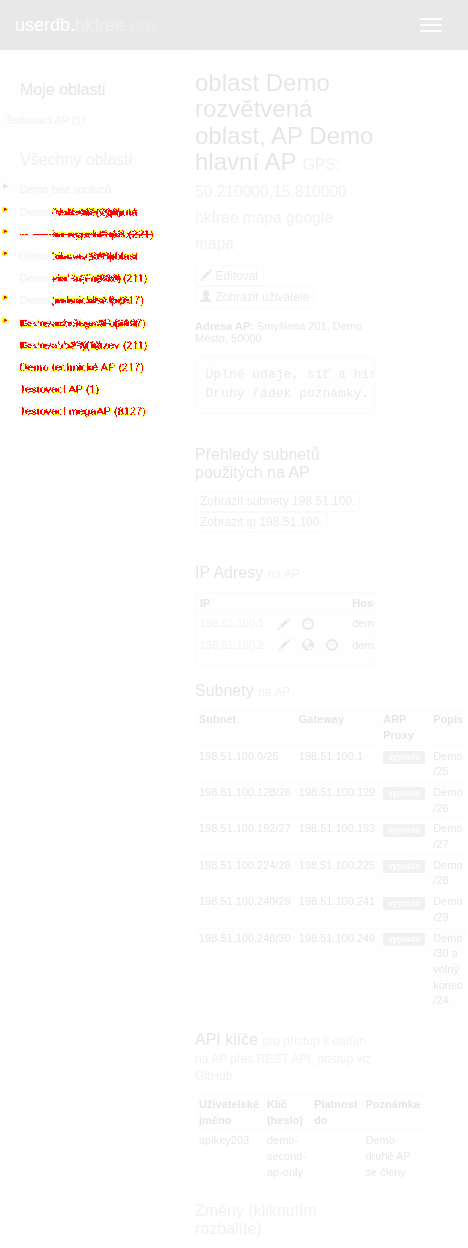 userdb.hkfree.org
Moje oblasti
Testovací AP (1)
Všechny oblasti
Demo bez správců
Demo technické AP (217)
Testovací AP (1)
Testovací megaAP (8127)
oblast Demo
rozvětvená
oblast, AP Demo
hlavní AP GPS:
50.210000,15.810000
hkfree mapa google
mapa
Editovat
Zobrazit uživatele
Adresa AP: Smyšlená 201, Demo
Město, 50000
Úplné údaje, síť a his
Druhý řádek poznámky.
Přehledy subnetů
použitých na AP
Zobrazit subnety 198.51.100.
Zobrazit ip 198.51.100.
IP Adresy na AP
IP Hos
198.51.100.1 dem
198.51.100.2 dem
Subnety na AP
Subnet Gateway ARP Popis
Proxy
198.51.100.0/25 198.51.100.1 vypnuto Demo
/25
198.51.100.128/26 198.51.100.129 vypnuto Demo
/26
198.51.100.192/27 198.51.100.193 vypnuto Demo
/27
198.51.100.224/28 198.51.100.225 vypnuto Demo
/28
198.51.100.240/29 198.51.100.241 vypnuto Demo
/29
198.51.100.248/30 198.51.100.249 vypnuto Demo
/30 a
volný
konec
/24
API klíče pro přístup k datům
na AP přes REST API, postup viz
GitHub
Uživatelské Klíč Platnost Poznámka
jméno (heslo) do
apikey203 demo- Demo
second- druhé AP
ap-only se členy
Změny (kliknutím
rozbalíte)